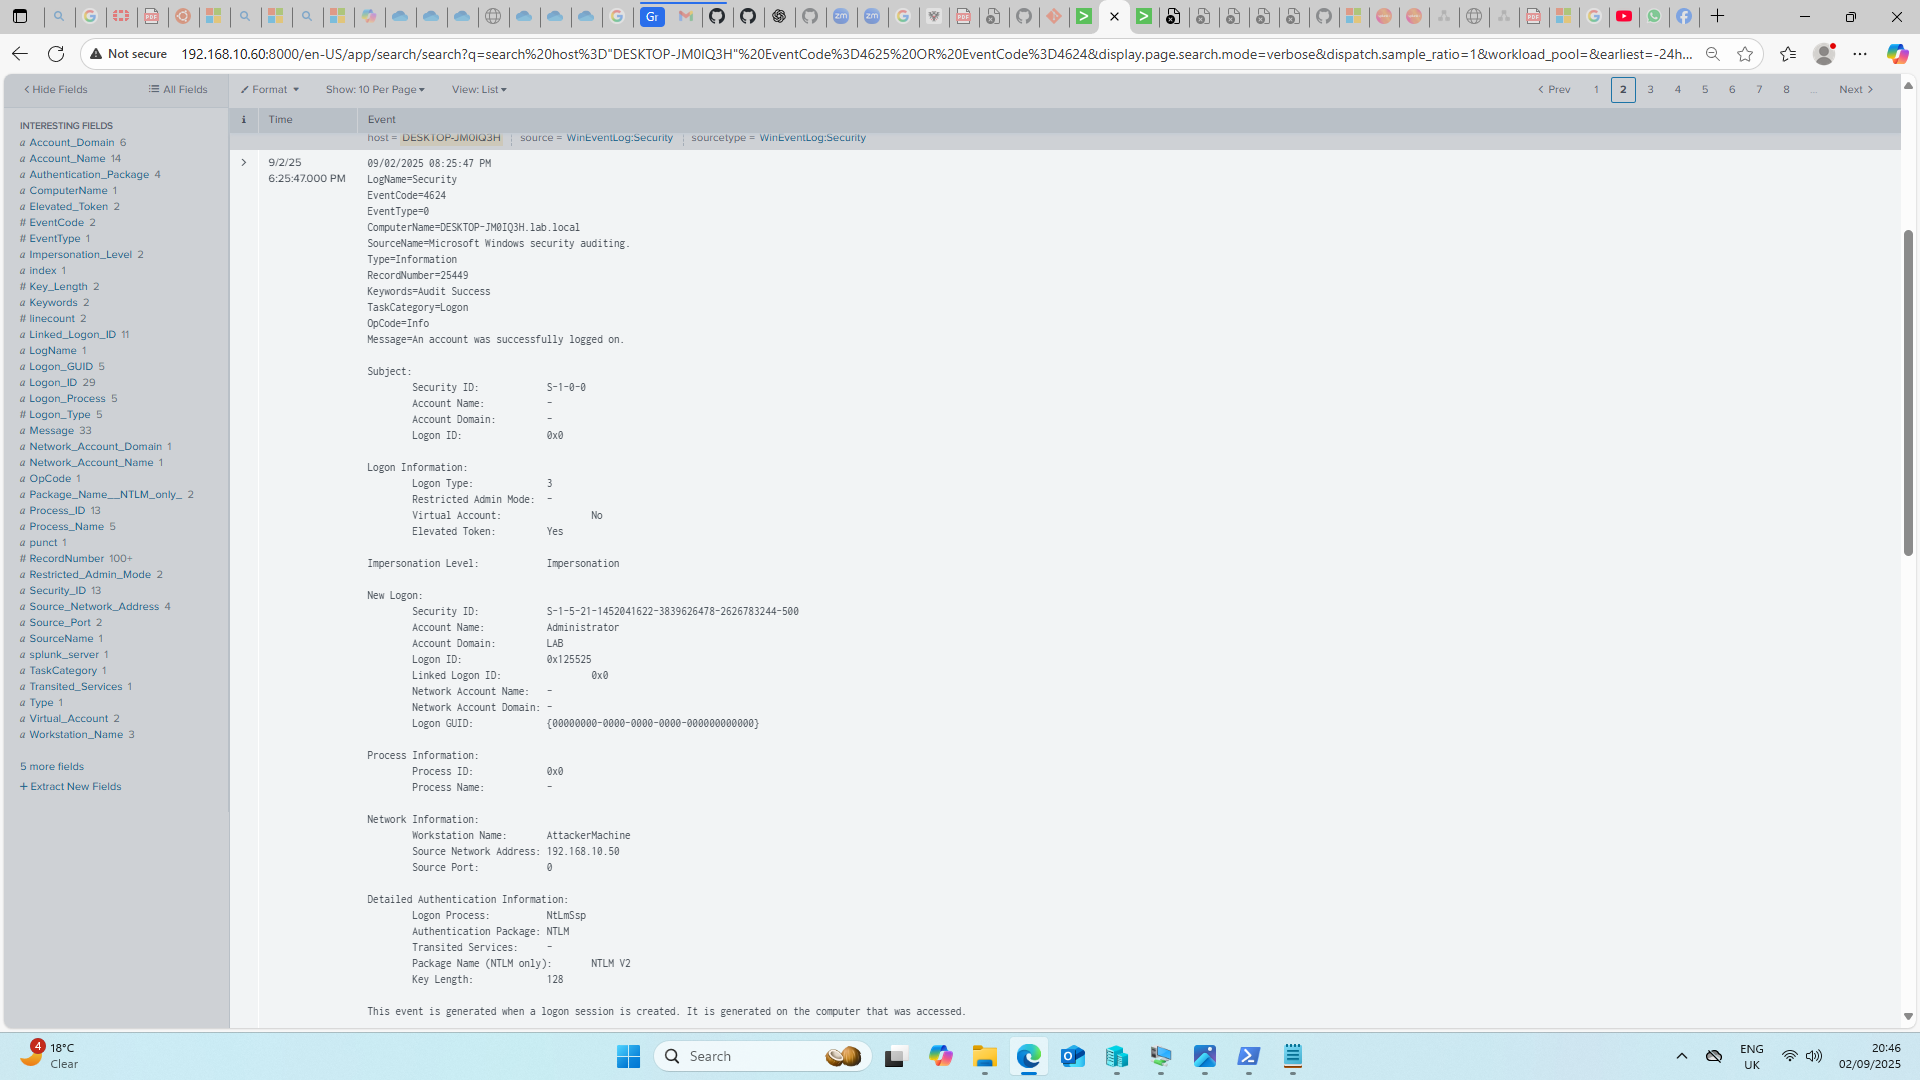 Not secure
192.168.10.60:8000/en-US/app/search/search?q=search%20host%3D"DESKTOP-JM0IQ3H"%20EventCode%3D4625%20OR%20EventCode%3D4624&display.page.search.mode=verbose&dispatch.sample_ratio=1&workload_pool=&earliest=-24h...
Hide Fields
All Fields
Format
Show: 10 Per Page
View: List
Prev 1 2 3 4 5 6 7 8 ... Next
INTERESTING FIELDS
a Account_Domain 6
a Account_Name 14
a Authentication_Package 4
a ComputerName 1
a Elevated_Token 2
# EventCode 2
# EventType 1
a Impersonation_Level 2
a index 1
# Key_Length 2
a Keywords 2
# linecount 2
a Linked_Logon_ID 11
a LogName 1
a Logon_GUID 5
a Logon_ID 29
a Logon_Process 5
# Logon_Type 5
a Message 33
a Network_Account_Domain 1
a Network_Account_Name 1
a OpCode 1
a Package_Name__NTLM_only_ 2
a Process_ID 13
a Process_Name 5
a punct 1
# RecordNumber 100+
a Restricted_Admin_Mode 2
a Security_ID 13
a Source_Network_Address 4
a Source_Port 2
a SourceName 1
a splunk_server 1
a TaskCategory 1
a Transited_Services 1
a Type 1
a Virtual_Account 2
a Workstation_Name 3
5 more fields
+ Extract New Fields
i Time Event
host = DESKTOP-JM0IQ3H source = WinEventLog:Security sourcetype = WinEventLog:Security
9/2/25
6:25:47.000 PM
09/02/2025 08:25:47 PM
LogName=Security
EventCode=4624
EventType=0
ComputerName=DESKTOP-JM0IQ3H.lab.local
SourceName=Microsoft Windows security auditing.
Type=Information
RecordNumber=25449
Keywords=Audit Success
TaskCategory=Logon
OpCode=Info
Message=An account was successfully logged on.
Subject:
Security ID: S-1-0-0
Account Name: -
Account Domain: -
Logon ID: 0x0
Logon Information:
Logon Type: 3
Restricted Admin Mode: -
Virtual Account: No
Elevated Token: Yes
Impersonation Level: Impersonation
New Logon:
Security ID: S-1-5-21-1452041622-3839626478-2626783244-500
Account Name: Administrator
Account Domain: LAB
Logon ID: 0x125525
Linked Logon ID: 0x0
Network Account Name: -
Network Account Domain: -
Logon GUID: {00000000-0000-0000-0000-000000000000}
Process Information:
Process ID: 0x0
Process Name: -
Network Information:
Workstation Name: AttackerMachine
Source Network Address: 192.168.10.50
Source Port: 0
Detailed Authentication Information:
Logon Process: NtLmSsp
Authentication Package: NTLM
Transited Services: -
Package Name (NTLM only): NTLM V2
Key Length: 128
This event is generated when a logon session is created. It is generated on the computer that was accessed.
4
18°C
Clear
Search
ENG
UK
20:46
02/09/2025